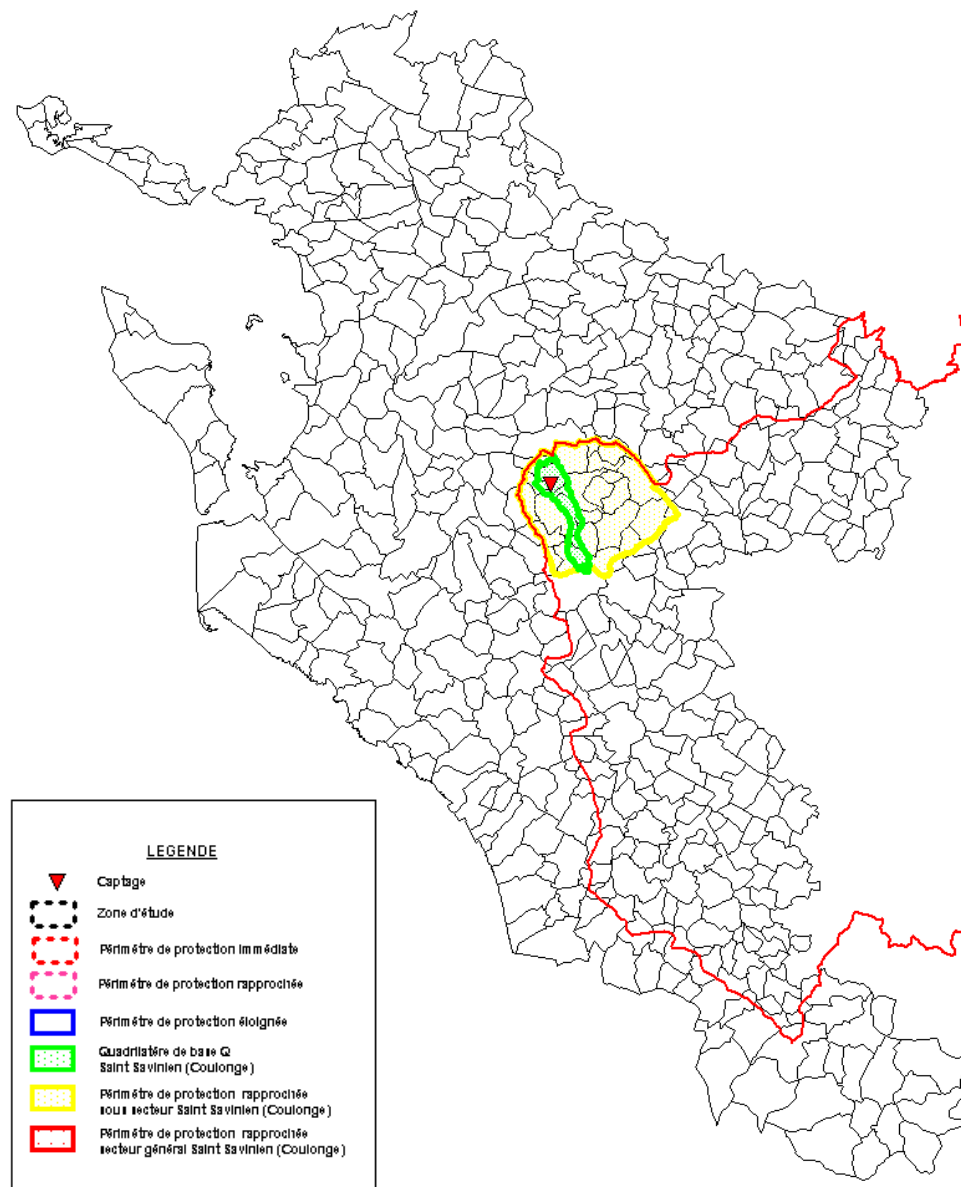 LEGENDE
Captage
Zone d'étude
Périmètre de protection immédiate
Périmètre de protection rapprochée
Périmètre de protection éloignée
Quadrilatère de base Q
Saint Savinien (Coulonge)
Périmètre de protection rapprochée
sous secteur Saint Savinien (Coulonge)
Périmètre de protection rapprochée
secteur général Saint Savinien (Coulonge)